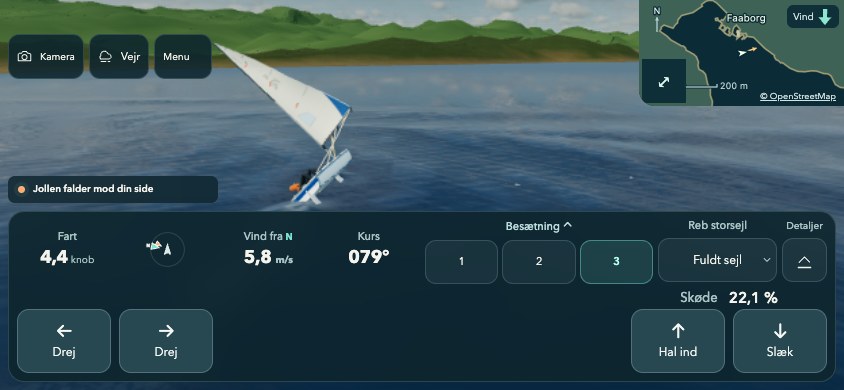 N
Faaborg
Vind
Kamera
Vejr
Menu
200 m
© OpenStreetMap
Jollen falder mod din side
Fart
4,4 knob
Vind fra N
5,8 m/s
Kurs
079°
Besætning
1
2
3
Reb storsejl
Fuldt sejl
Detaljer
Skøde 22,1 %
Drej
Drej
Hal ind
Slæk